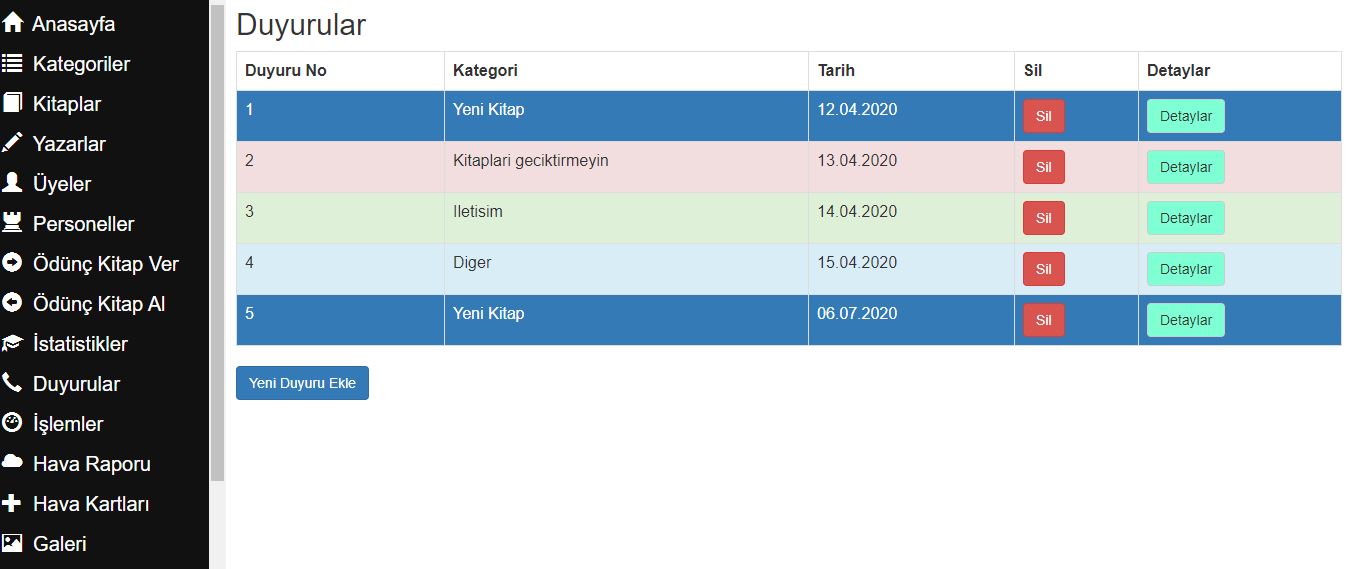 Anasayfa
Kategoriler
Kitaplar
Yazarlar
Üyeler
Personeller
Ödünç Kitap Ver
Ödünç Kitap Al
İstatistikler
Duyurular
İşlemler
Hava Raporu
Hava Kartları
Galeri
Duyurular
Duyuru No Kategori Tarih Sil Detaylar
1 Yeni Kitap 12.04.2020 Sil Detaylar
2 Kitaplari geciktirmeyin 13.04.2020 Sil Detaylar
3 Iletisim 14.04.2020 Sil Detaylar
4 Diger 15.04.2020 Sil Detaylar
5 Yeni Kitap 06.07.2020 Sil Detaylar
Yeni Duyuru Ekle